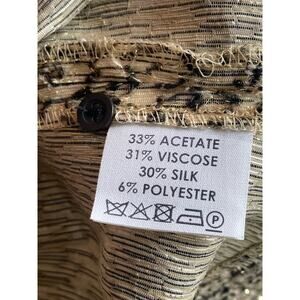 33% ACETATE
31% VISCOSE
30% SILK
6% POLYESTER
P